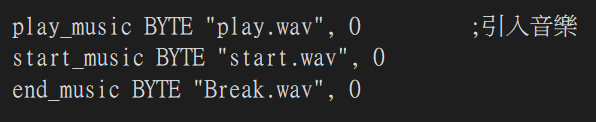 play_music BYTE "play.wav", 0 ;引入音樂
start_music BYTE "start.wav", 0
end_music BYTE "Break.wav", 0